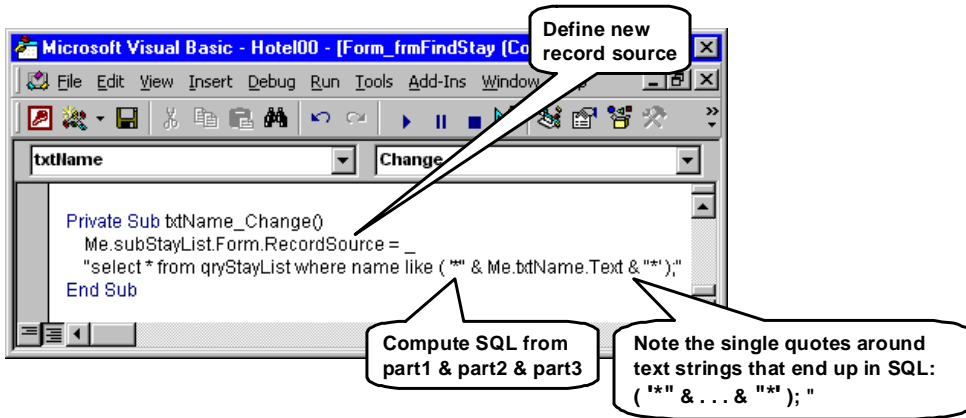 Define new
record source
Microsoft Visual Basic - Hotel00 - [Form_frmFindStay (Co
File Edit View Insert Debug Run Tools Add-Ins Window
txtName
Change
Private Sub txtName_Change()
Me.subStayList.Form.RecordSource = _
"select * from qryStayList where name like ( '*" & Me.txtName.Text & "*' );"
End Sub
Compute SQL from
part1 & part2 & part3
Note the single quotes around
text strings that end up in SQL:
( '*" & . . . & "*' ); "